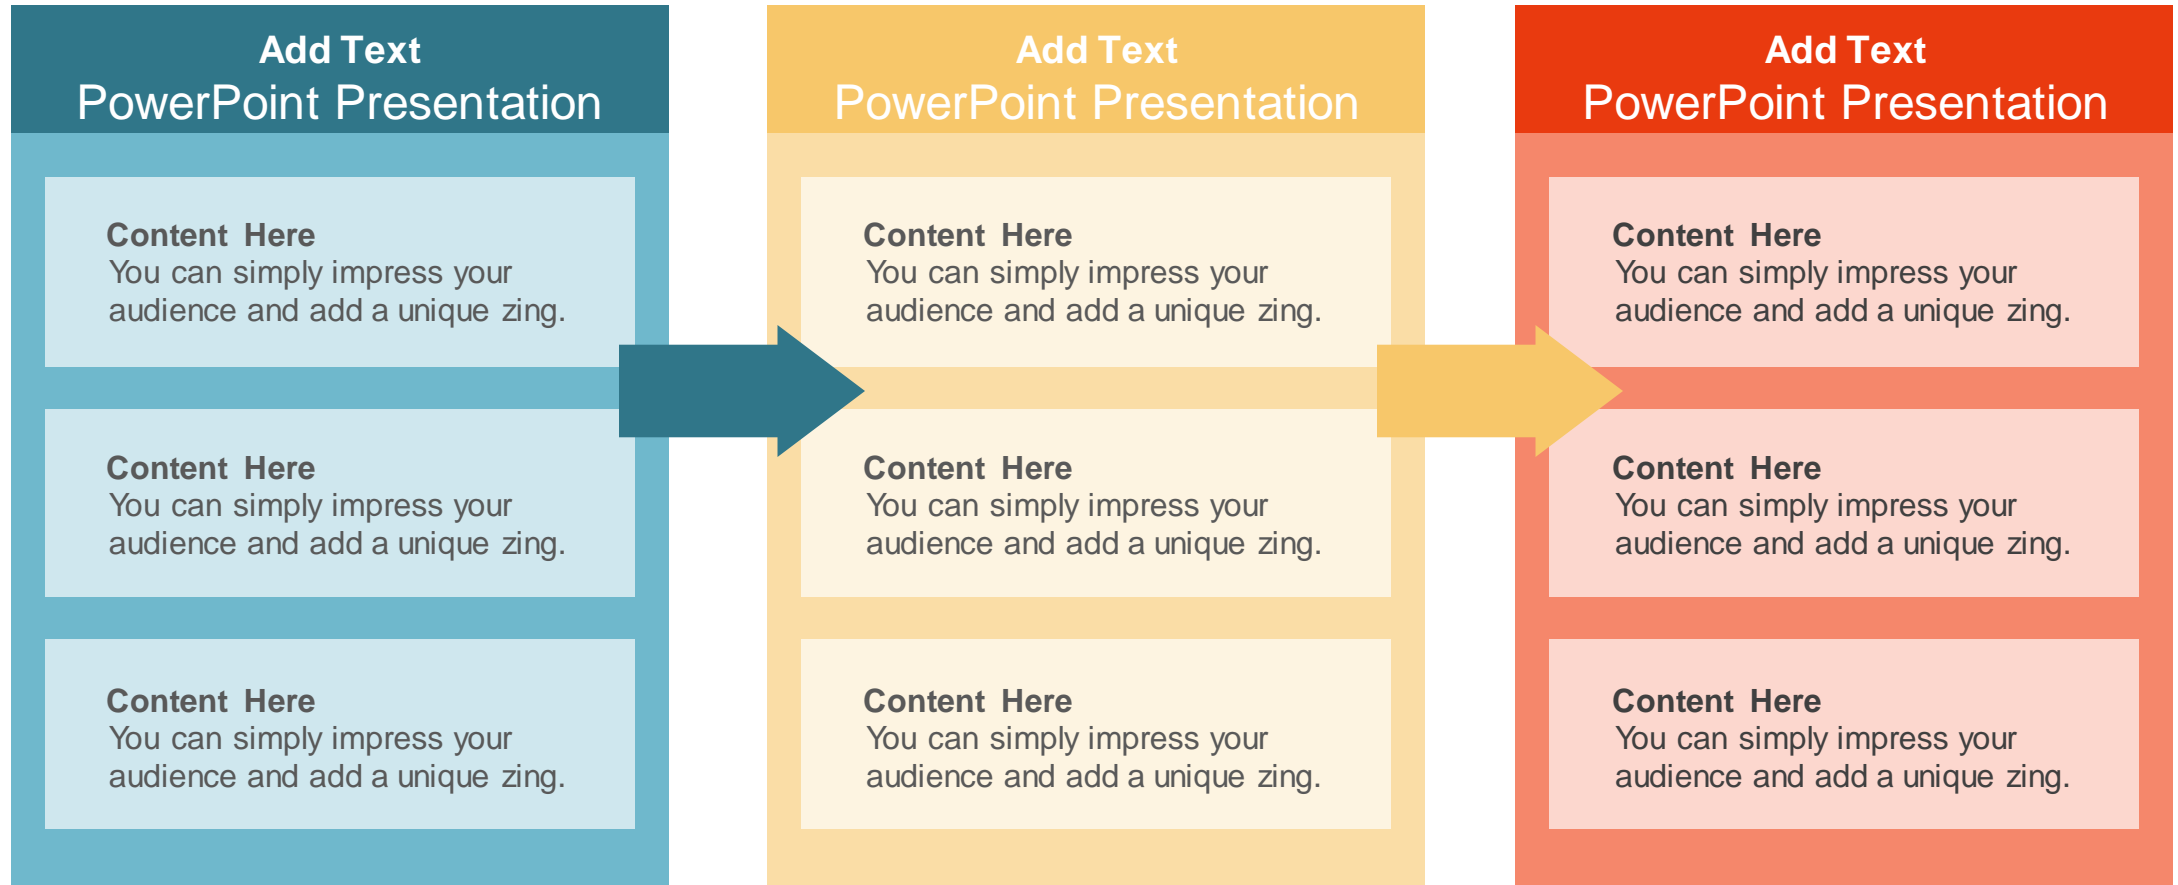 Add Text
PowerPoint Presentation
Content Here
You can simply impress your
audience and add a unique zing.
Content Here
You can simply impress your
audience and add a unique zing.
Content Here
You can simply impress your
audience and add a unique zing.
Add Text
PowerPoint Presentation
Content Here
You can simply impress your
audience and add a unique zing.
Content Here
You can simply impress your
audience and add a unique zing.
Content Here
You can simply impress your
audience and add a unique zing.
Add Text
PowerPoint Presentation
Content Here
You can simply impress your
audience and add a unique zing.
Content Here
You can simply impress your
audience and add a unique zing.
Content Here
You can simply impress your
audience and add a unique zing.